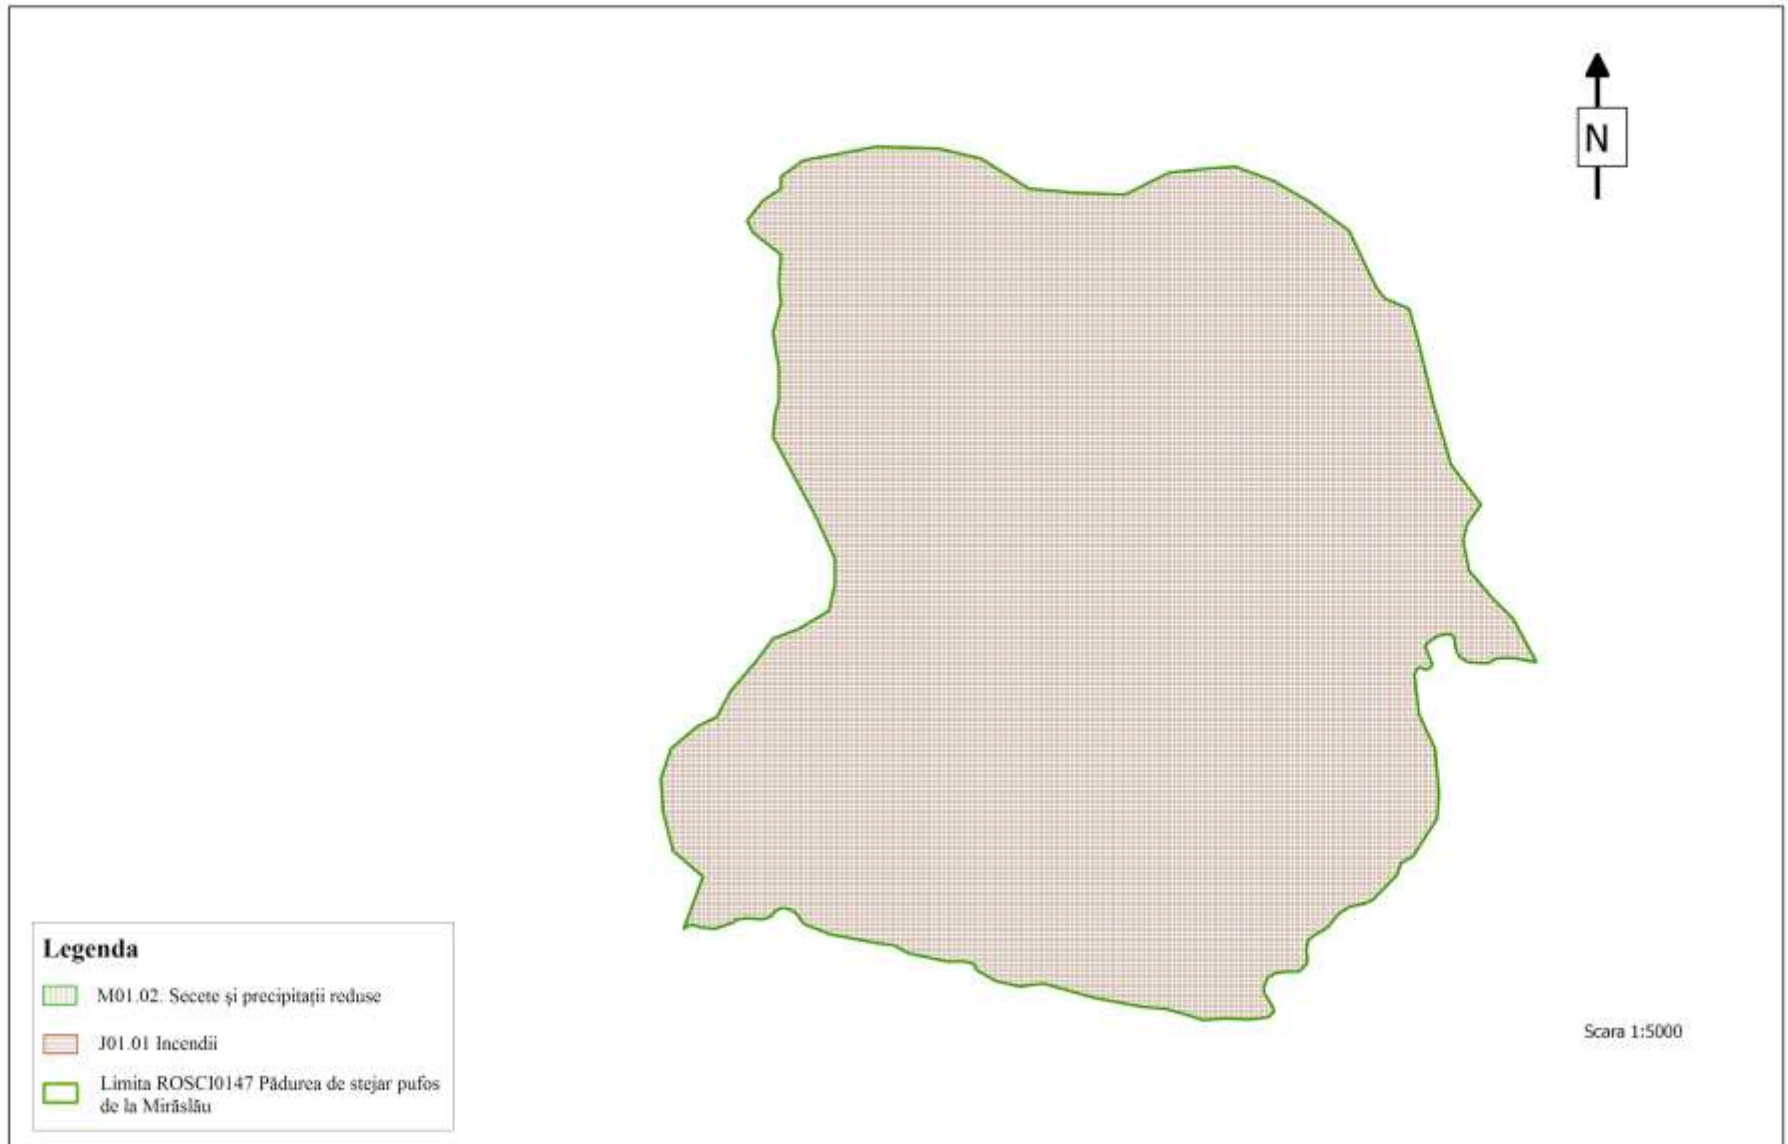 N
Legenda
M01.02. Secete și precipitații reduse
J01.01 Incendii
Limita ROSCI0147 Pădurea de stejar pufos
de la Mirăslău
Scara 1:5000